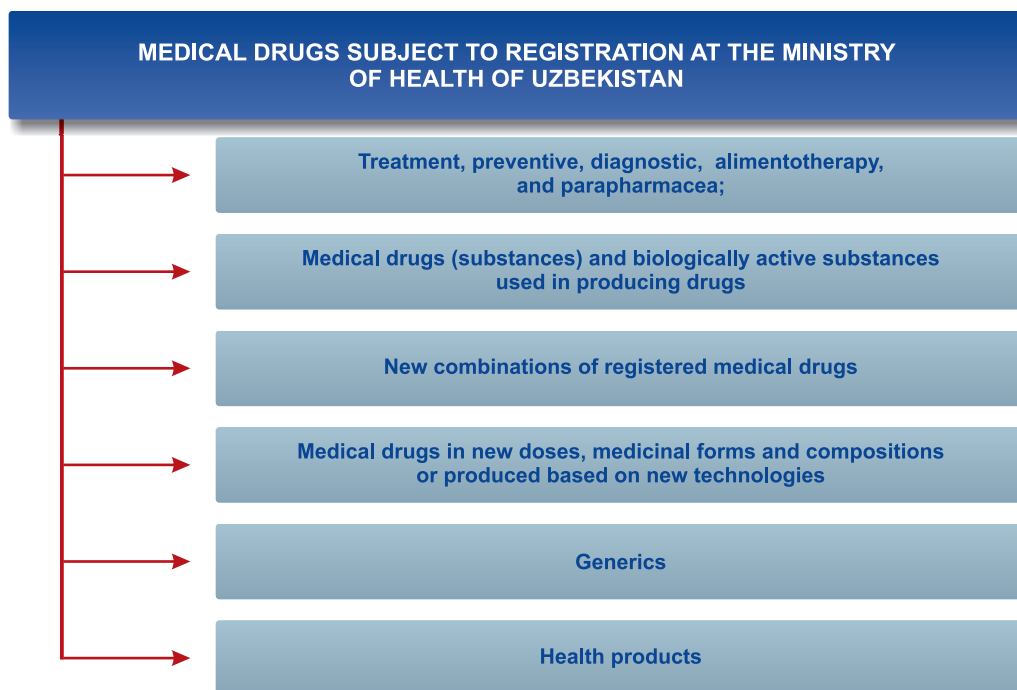 MEDICAL DRUGS SUBJECT TO REGISTRATION AT THE MINISTRY
OF HEALTH OF UZBEKISTAN
Treatment, preventive, diagnostic, alimentotherapy,
and parapharmacea;
Medical drugs (substances) and biologically active substances
used in producing drugs
New combinations of registered medical drugs
Medical drugs in new doses, medicinal forms and compositions
or produced based on new technologies
Generics
Health products